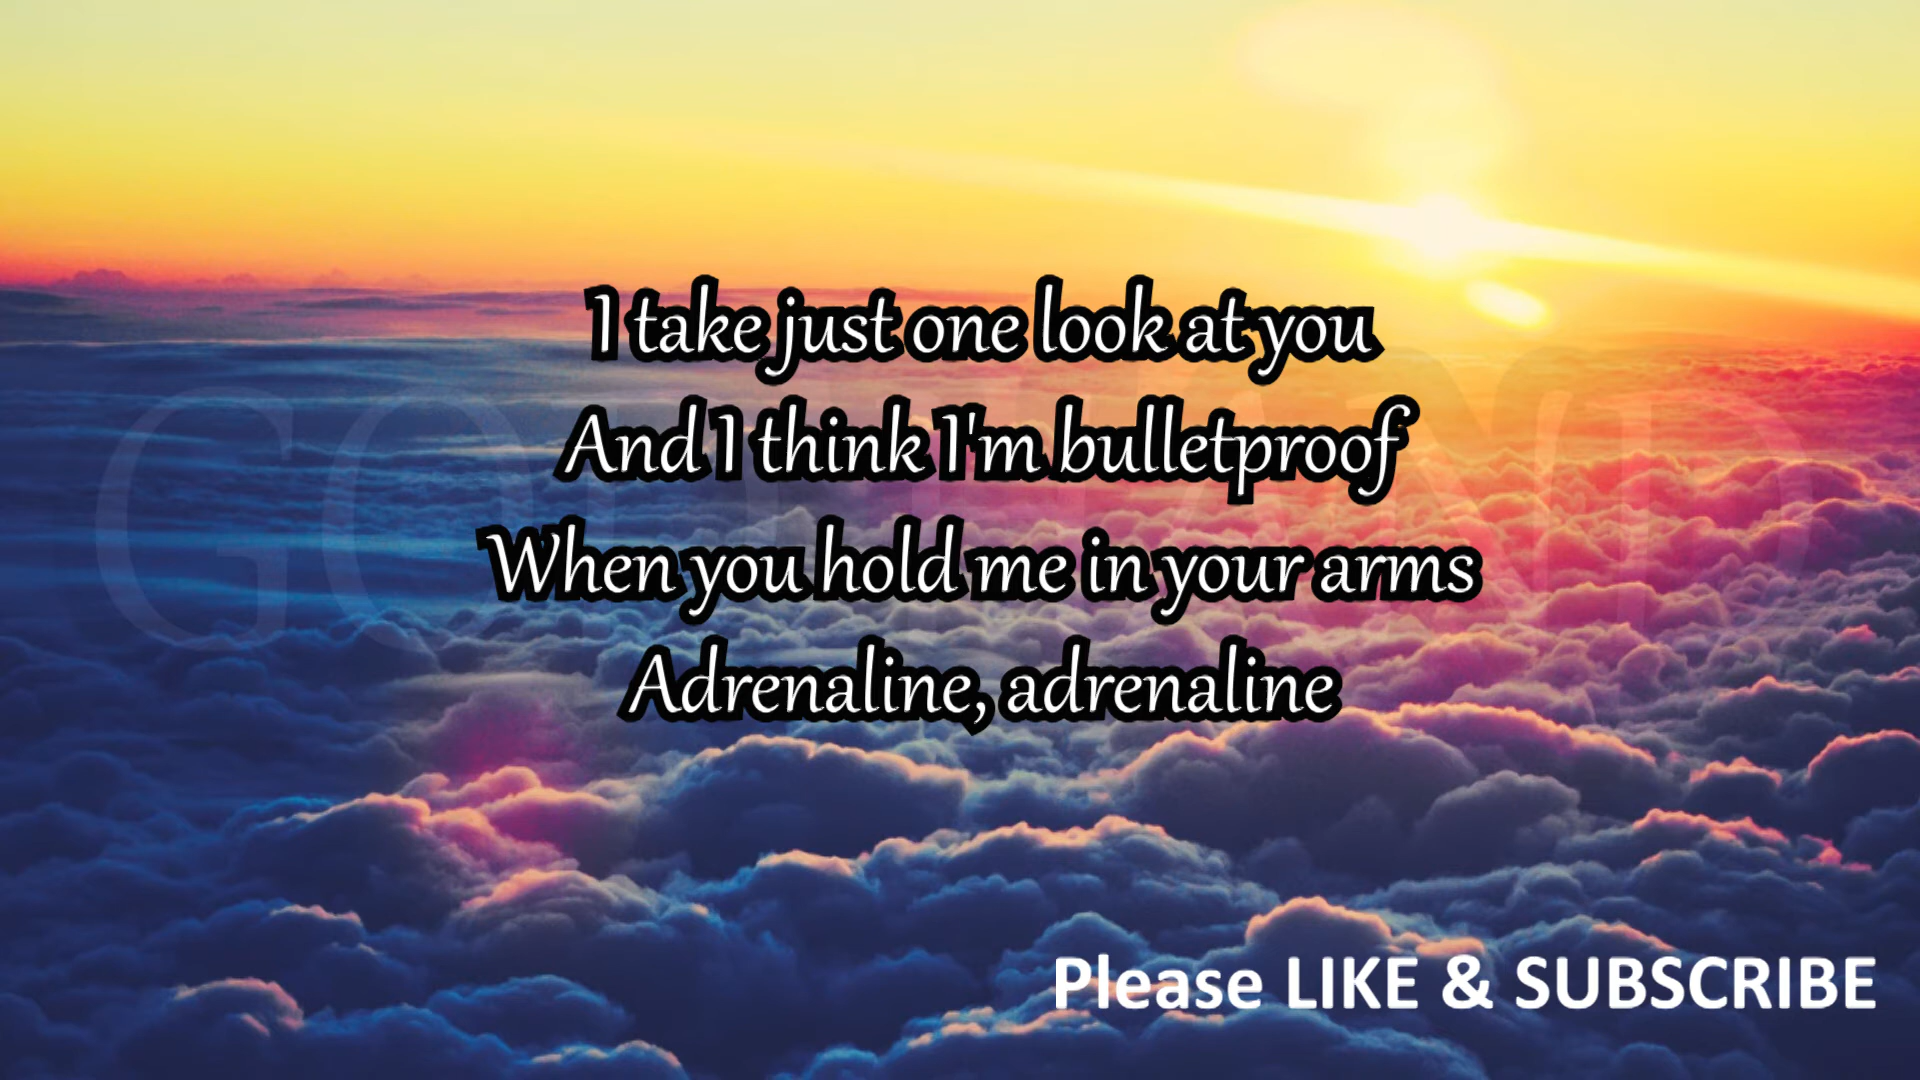 I take just one look at you
And I think I'm bulletproof
When you hold me in your arms
Adrenaline, adrenaline
Please LIKE & SUBSCRIBE